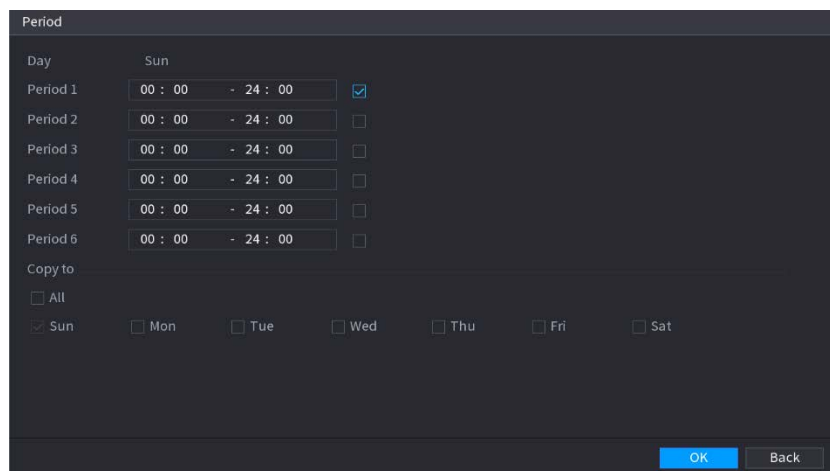 Period
Day Sun
Period 1 00 : 00 - 24 : 00
Period 2 00 : 00 - 24 : 00
Period 3 00 : 00 - 24 : 00
Period 4 00 : 00 - 24 : 00
Period 5 00 : 00 - 24 : 00
Period 6 00 : 00 - 24 : 00
Copy to
All
Sun Mon Tue Wed Thu Fri Sat
OK Back